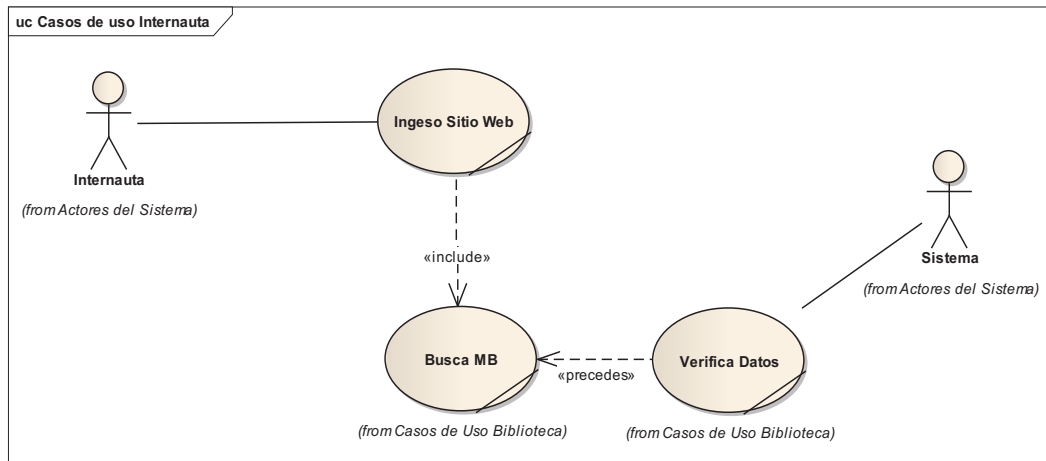 uc Casos de uso Internauta
Ingeso Sitio Web
Internauta
(from Actores del Sistema)
Sistema
(from Actores del Sistema)
«include»
Busca MB
«precedes»
Verifica Datos
(from Casos de Uso Biblioteca)
(from Casos de Uso Biblioteca)